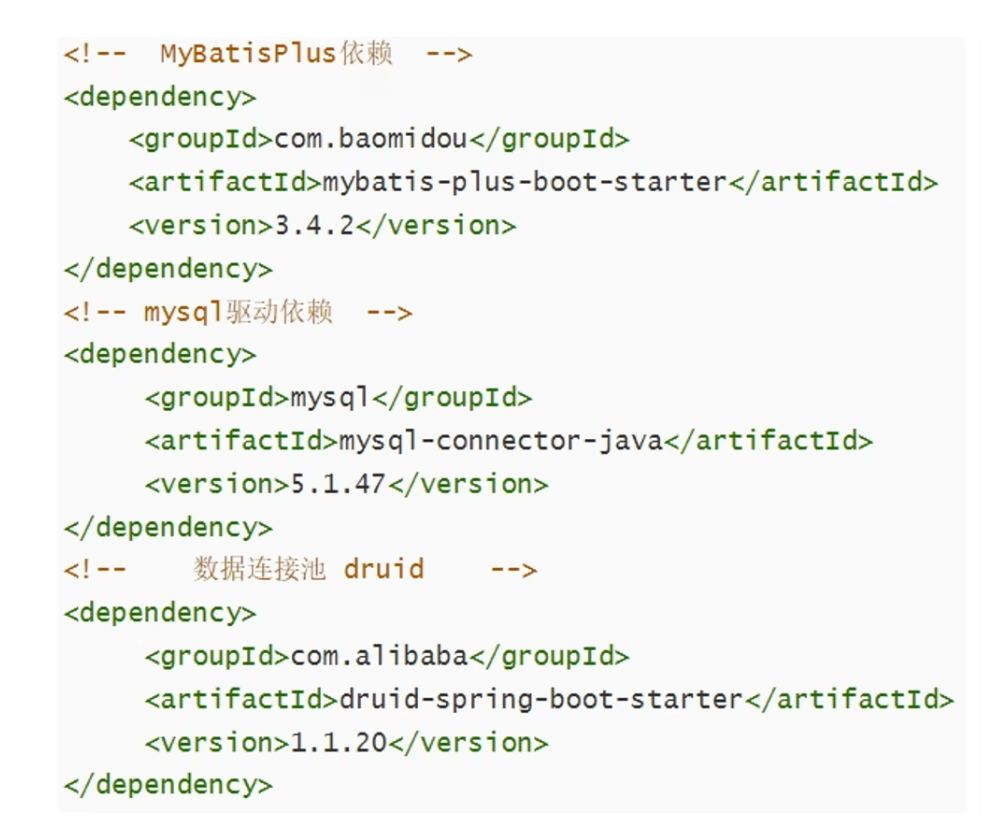 <!--  MyBatisPlus依赖  -->
<dependency>
    <groupId>com.baomidou</groupId>
    <artifactId>mybatis-plus-boot-starter</artifactId>
    <version>3.4.2</version>
</dependency>
<!-- mysql驱动依赖  -->
<dependency>
     <groupId>mysql</groupId>
     <artifactId>mysql-connector-java</artifactId>
     <version>5.1.47</version>
</dependency>
<!--    数据连接池 druid    -->
<dependency>
     <groupId>com.alibaba</groupId>
     <artifactId>druid-spring-boot-starter</artifactId>
     <version>1.1.20</version>
</dependency>